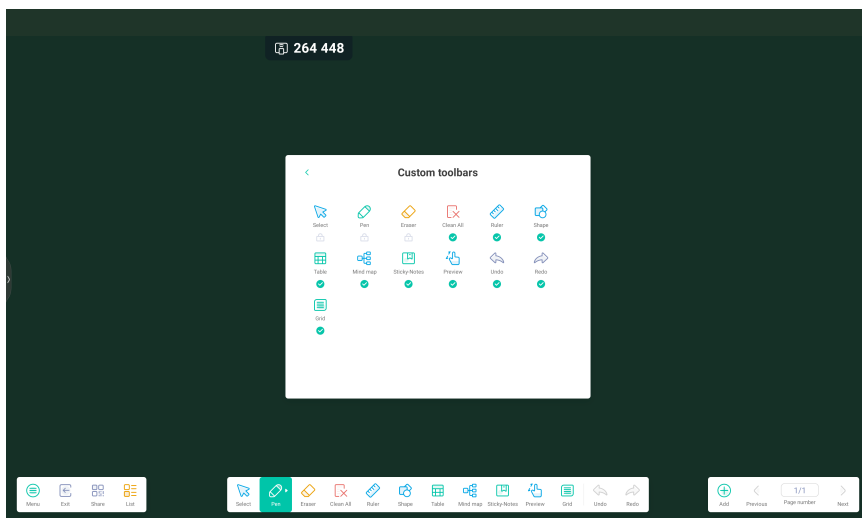 264 448
Custom toolbars
Select Pen Eraser Clean All Ruler Shape
Table Mind map Sticky-Notes Preview Undo Redo
Grid
Menu Exit Share List Select Pen Eraser Clean All Ruler Shape Table Mind map Sticky-Notes Preview Grid Undo Redo Add Previous 1/1 Page number Next